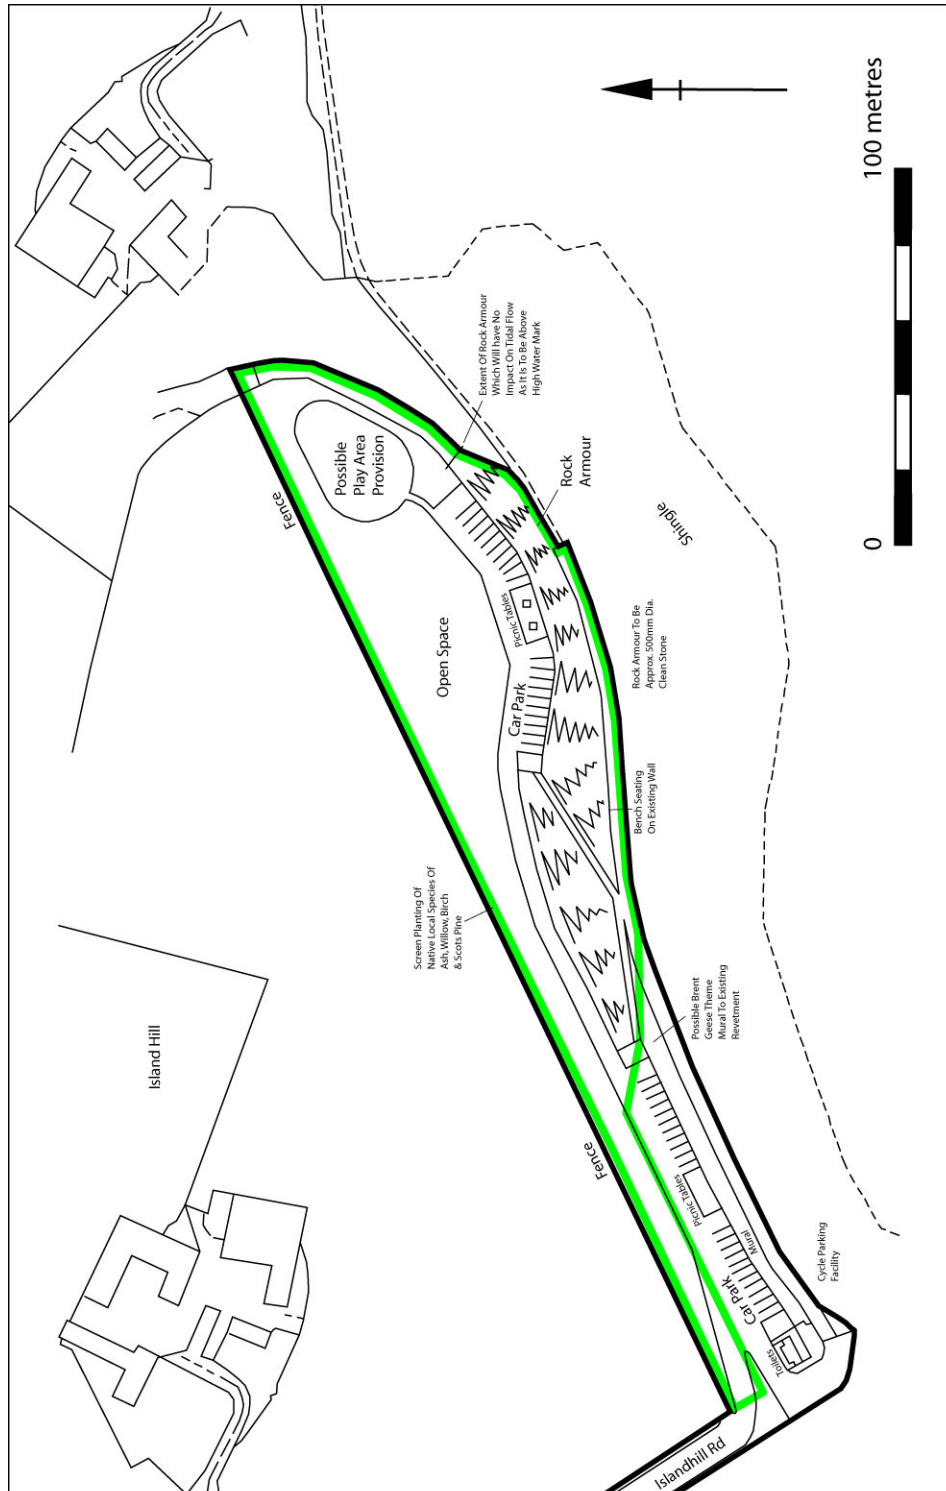 100 metres
0
Extent Of Rock Armour
Which Will have No
Impact On Tidal Flow
As It Is To Be Above
High Water Mark
Possible
Play Area
Provision
Fence
Rock
Armour
Shingle
Picnic Tables
Open Space
Car Park
Rock Armour To Be
Approx. 500mm Dia.
Clean Stone
Bench Seating
On Existing Wall
Screen Planting Of
Native Local Species Of
Ash, Willow, Birch
& Scots Pine
Island Hill
Possible Brent
Geese Theme
Mural To Existing
Revetment
Fence
Picnic Tables
Mural
Car Park
Cycle Parking
Facility
Toilets
Islandhill Rd